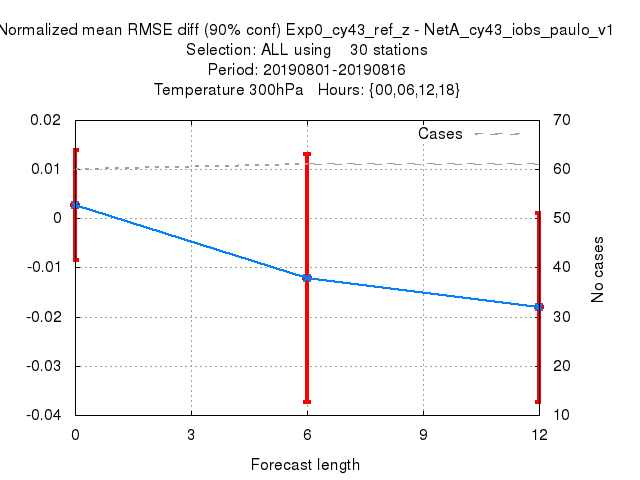 Normalized mean RMSE diff (90% conf) Exp0_cy43_ref_z - NetA_cy43_iobs_paulo_v1
Selection: ALL using 30 stations
Period: 20190801-20190816
Temperature 300hPa Hours: {00,06,12,18}
Cases
0.02
0.01
0
-0.01
-0.02
-0.03
-0.04
70
60
50
40
30
20
10
No cases
0 3 6 9 12
Forecast length